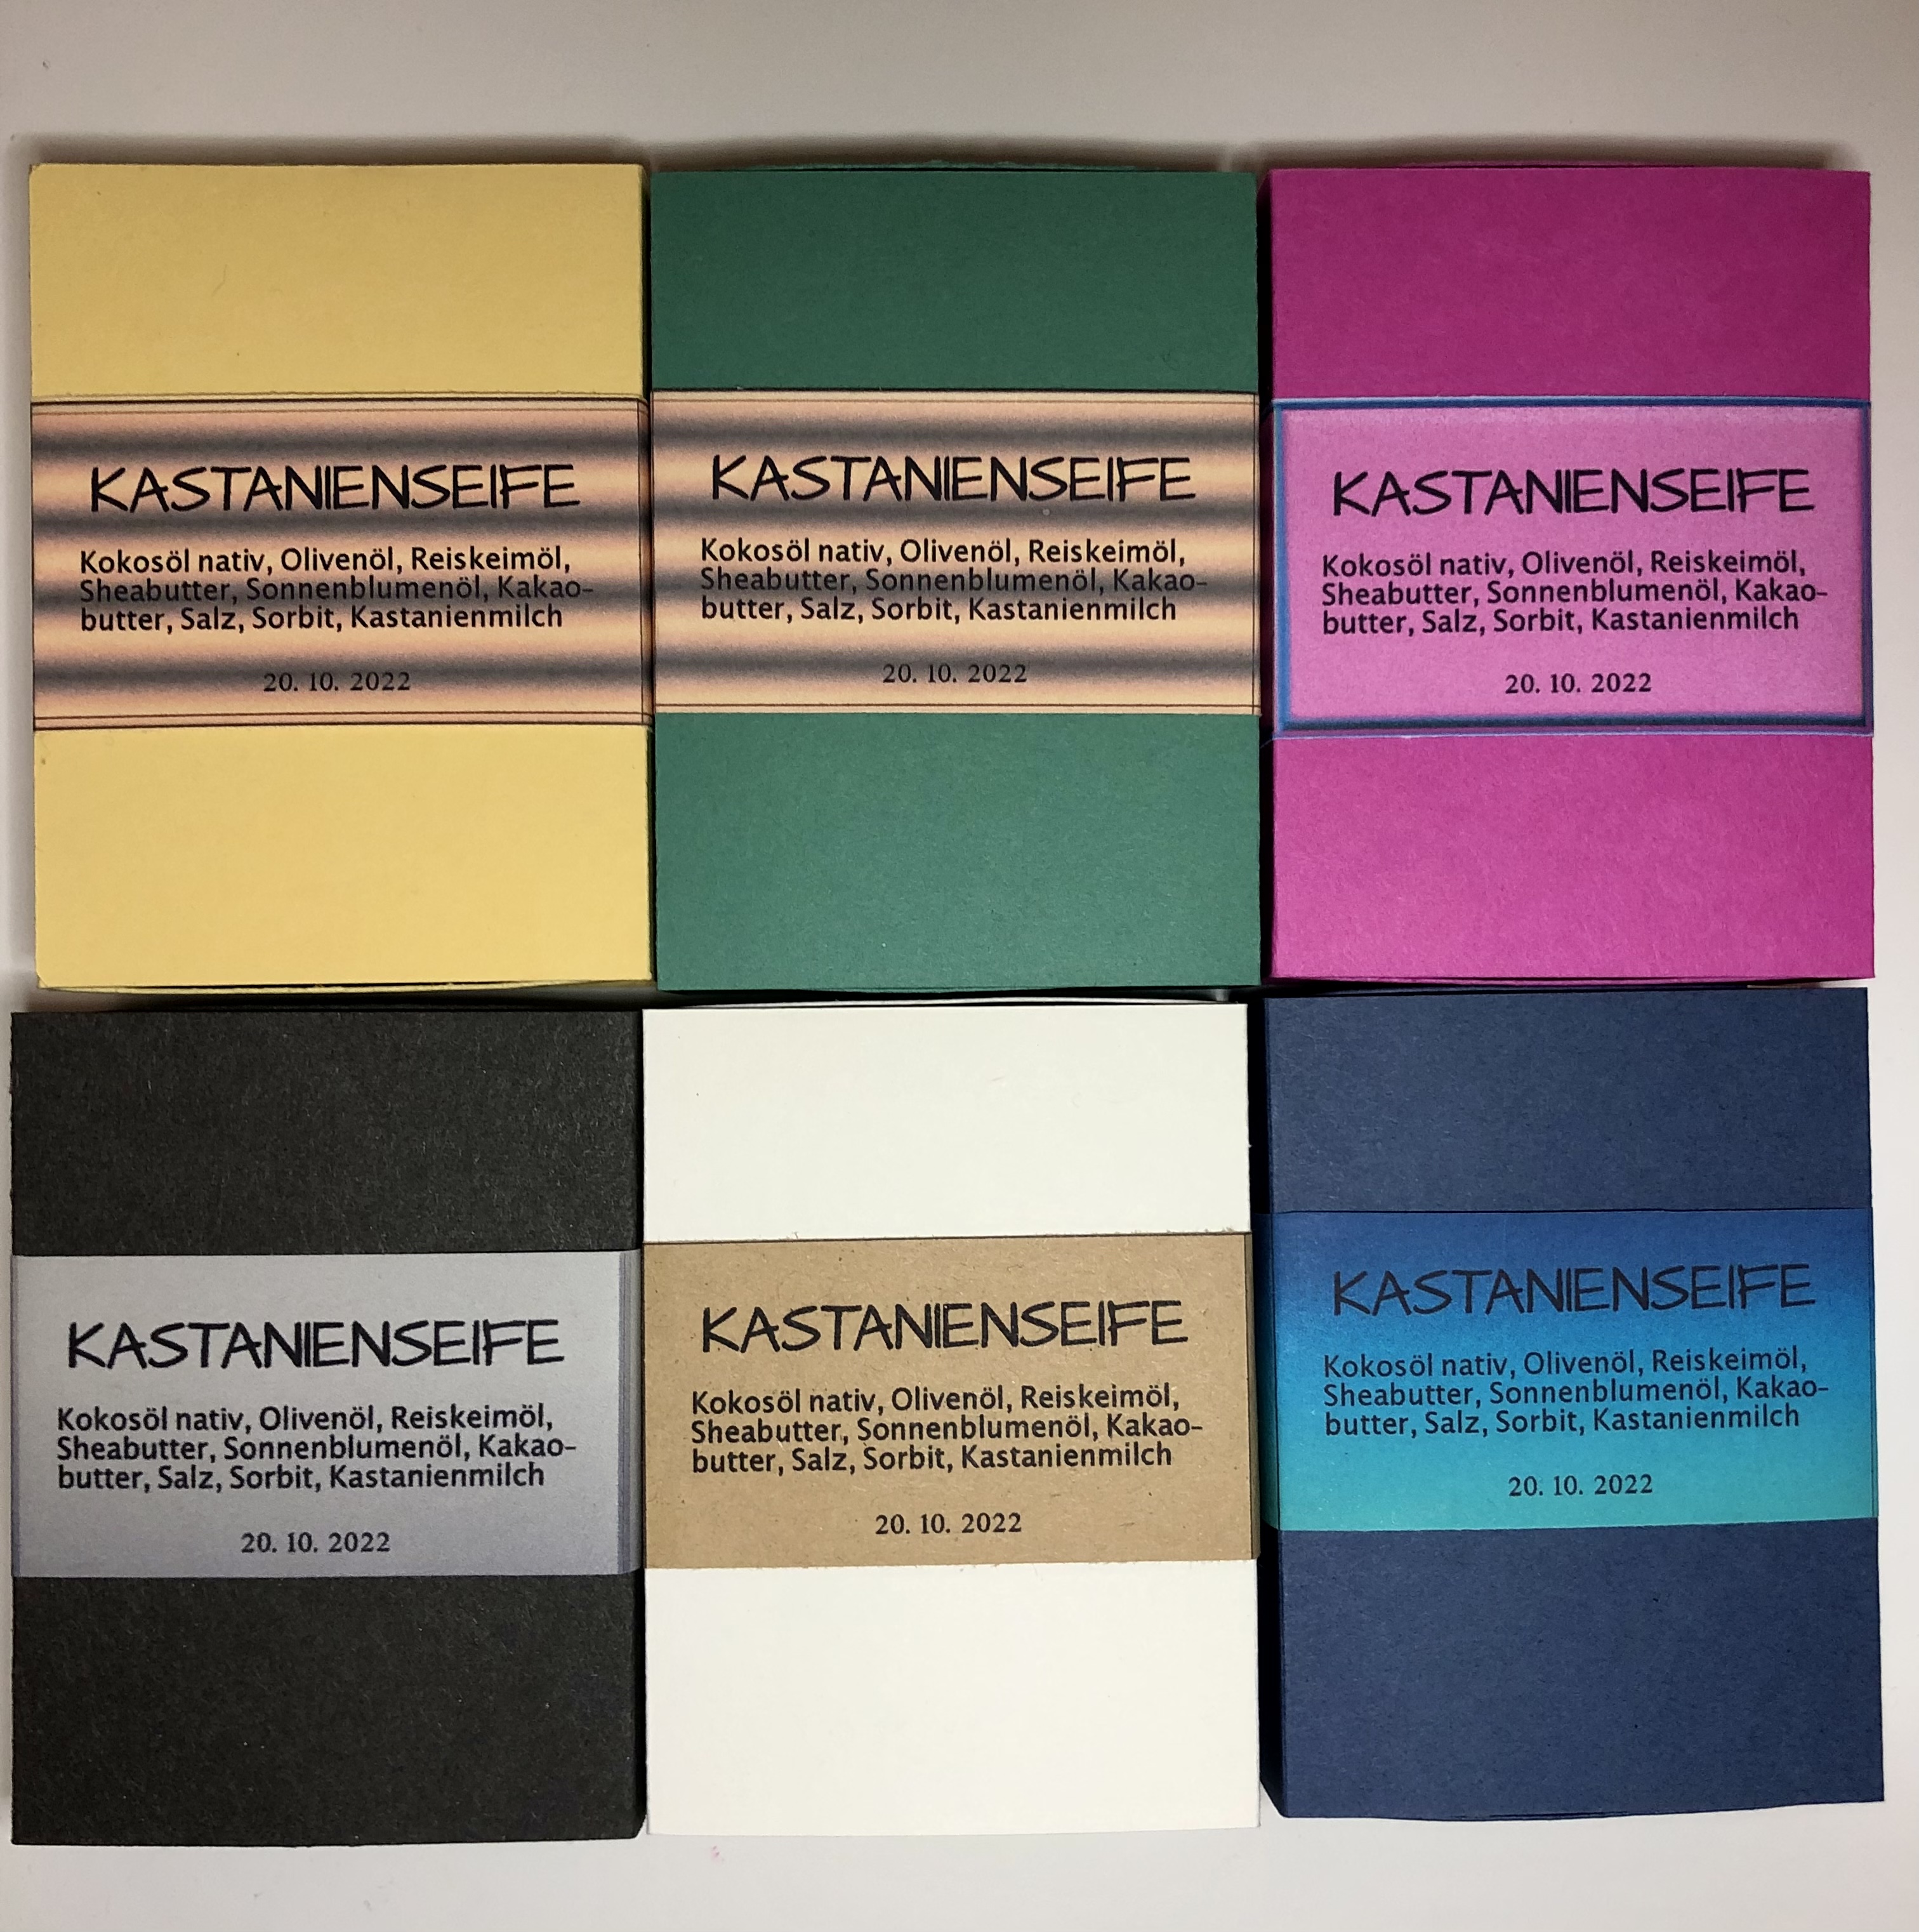 KASTANIENSEIFE
Kokosöl nativ, Olivenöl, Reiskeimöl,
Sheabutter, Sonnenblumenöl, Kakao-
butter, Salz, Sorbit, Kastanienmilch
20. 10. 2022
KASTANIENSEIFE
Kokosöl nativ, Olivenöl, Reiskeimöl,
Sheabutter, Sonnenblumenöl, Kakao-
butter, Salz, Sorbit, Kastanienmilch
20. 10. 2022
KASTANIENSEIFE
Kokosöl nativ, Olivenöl, Reiskeimöl,
Sheabutter, Sonnenblumenöl, Kakao-
butter, Salz, Sorbit, Kastanienmilch
20. 10. 2022
KASTANIENSEIFE
Kokosöl nativ, Olivenöl, Reiskeimöl,
Sheabutter, Sonnenblumenöl, Kakao-
butter, Salz, Sorbit, Kastanienmilch
20. 10. 2022
KASTANIENSEIFE
Kokosöl nativ, Olivenöl, Reiskeimöl,
Sheabutter, Sonnenblumenöl, Kakao-
butter, Salz, Sorbit, Kastanienmilch
20. 10. 2022
KASTANIENSEIFE
Kokosöl nativ, Olivenöl, Reiskeimöl,
Sheabutter, Sonnenblumenöl, Kakao-
butter, Salz, Sorbit, Kastanienmilch
20. 10. 2022